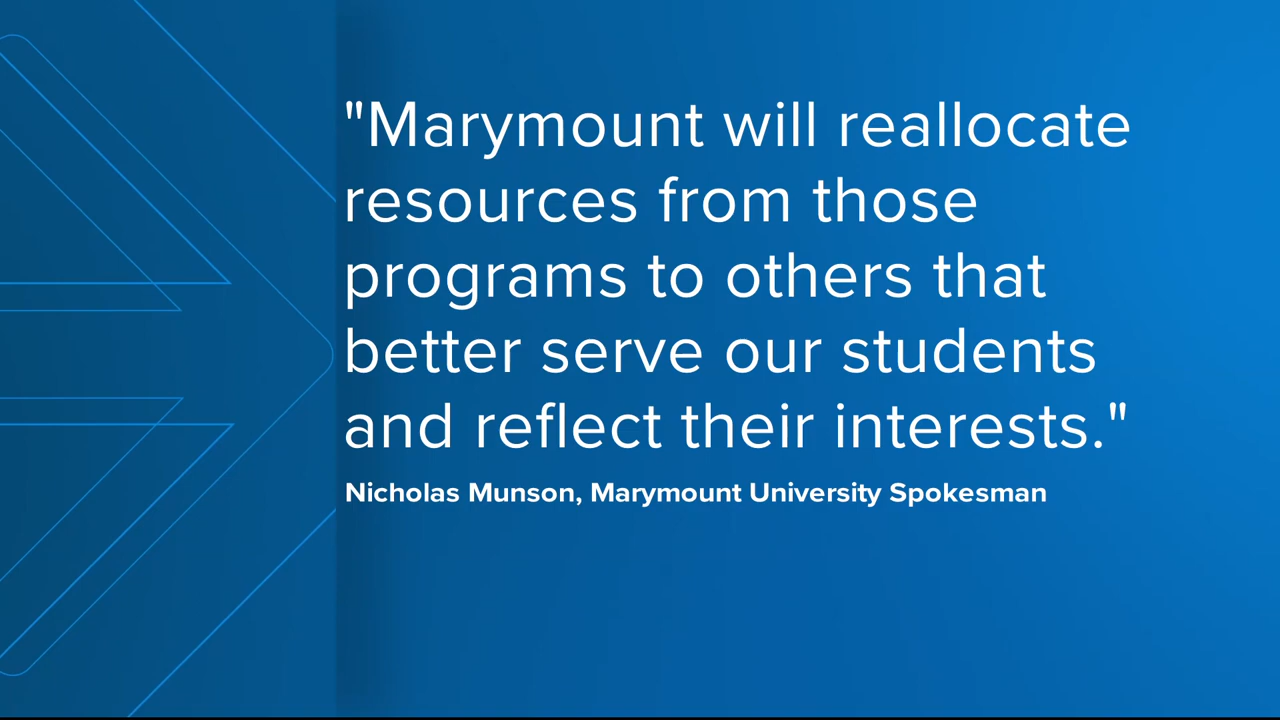 "Marymount will reallocate
resources from those
programs to others that
better serve our students
and reflect their interests."
Nicholas Munson, Marymount University Spokesman